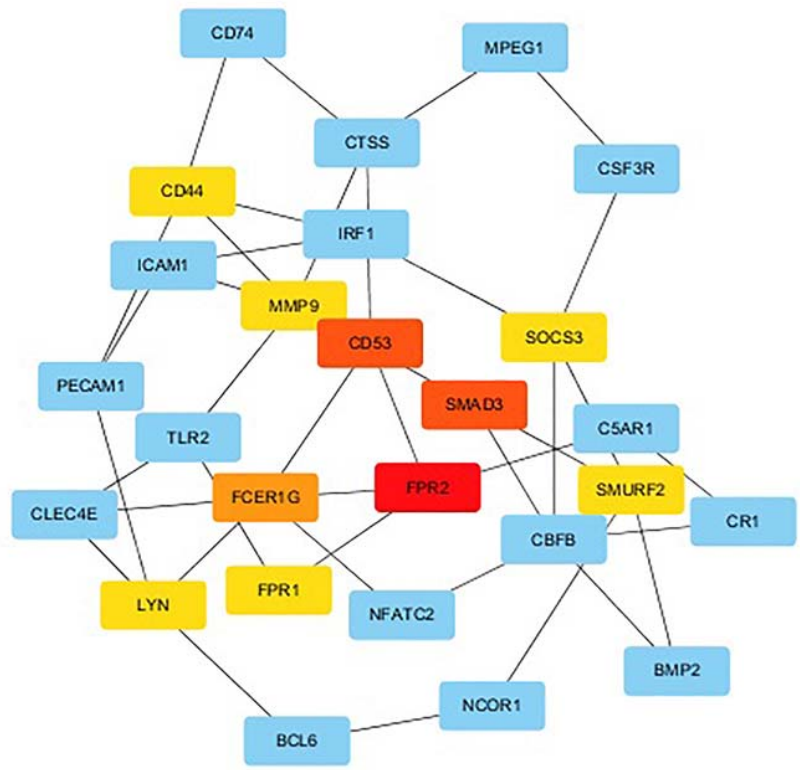 CD74
MPEG1
CTSS
CSF3R
CD44
IRF1
ICAM1
MMP9
SOCS3
CD53
PECAM1
SMAD3
TLR2
C5AR1
FCER1G
FPR2
SMURF2
CLEC4E
CR1
CBFB
FPR1
LYN
NFATC2
BMP2
NCOR1
BCL6